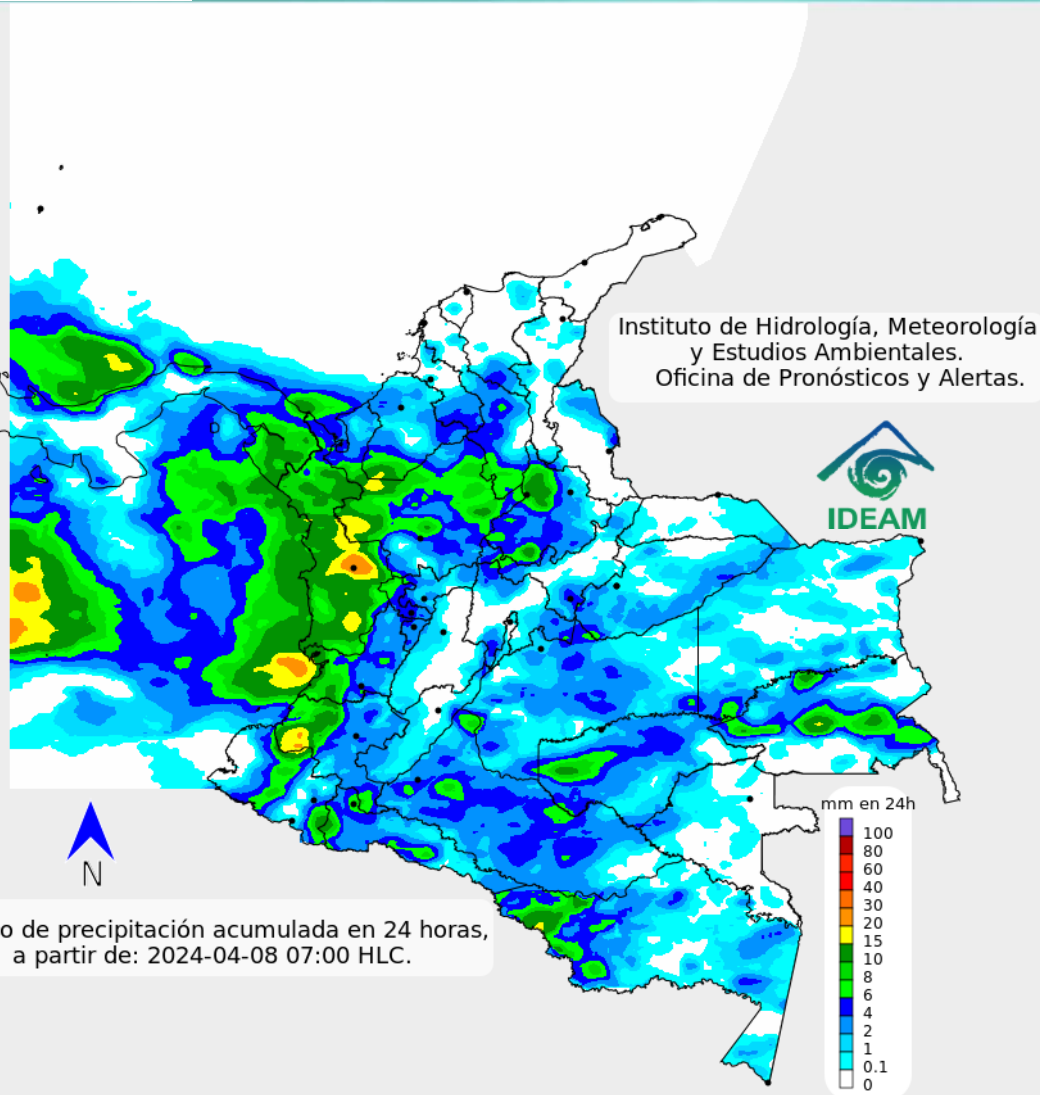 Instituto de Hidrología, Meteorología
y Estudios Ambientales.
Oficina de Pronósticos y Alertas.
IDEAM
mm en 24h
100
80
60
40
30
20
15
10
8
6
4
2
1
0.1
0
N
o de precipitación acumulada en 24 horas,
a partir de: 2024-04-08 07:00 HLC.